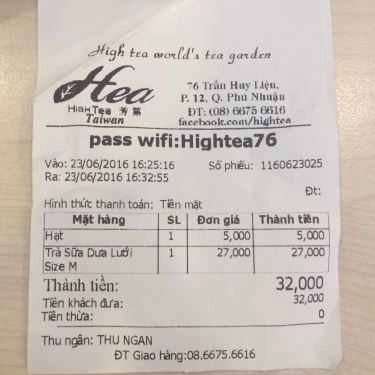 High tea world's tea garden
Hea
HIGH TEA 芳第
Taiwan
76 Trần Huy Liệu,
P. 12, Q. Phú Nhuận
ĐT: (08) 6675 6616
facebook.com/hightea
pass wifi:Hightea76
Vào: 23/06/2016 16:25:16 Số phiếu: 1160623025
Ra: 23/06/2016 16:32:55
Đt:
Hình thức thanh toán: Tiền mặt
Mặt hàng SL Đơn giá Thành tiền
Hạt 1 5,000 5,000
Trà Sữa Dưa Lưới 1 27,000 27,000
Size M
Thành tiền: 32,000
Tiền khách đưa: 32,000
Tiền thừa: 0
Thu ngân: THU NGAN
ĐT Giao hàng:08.6675.6616